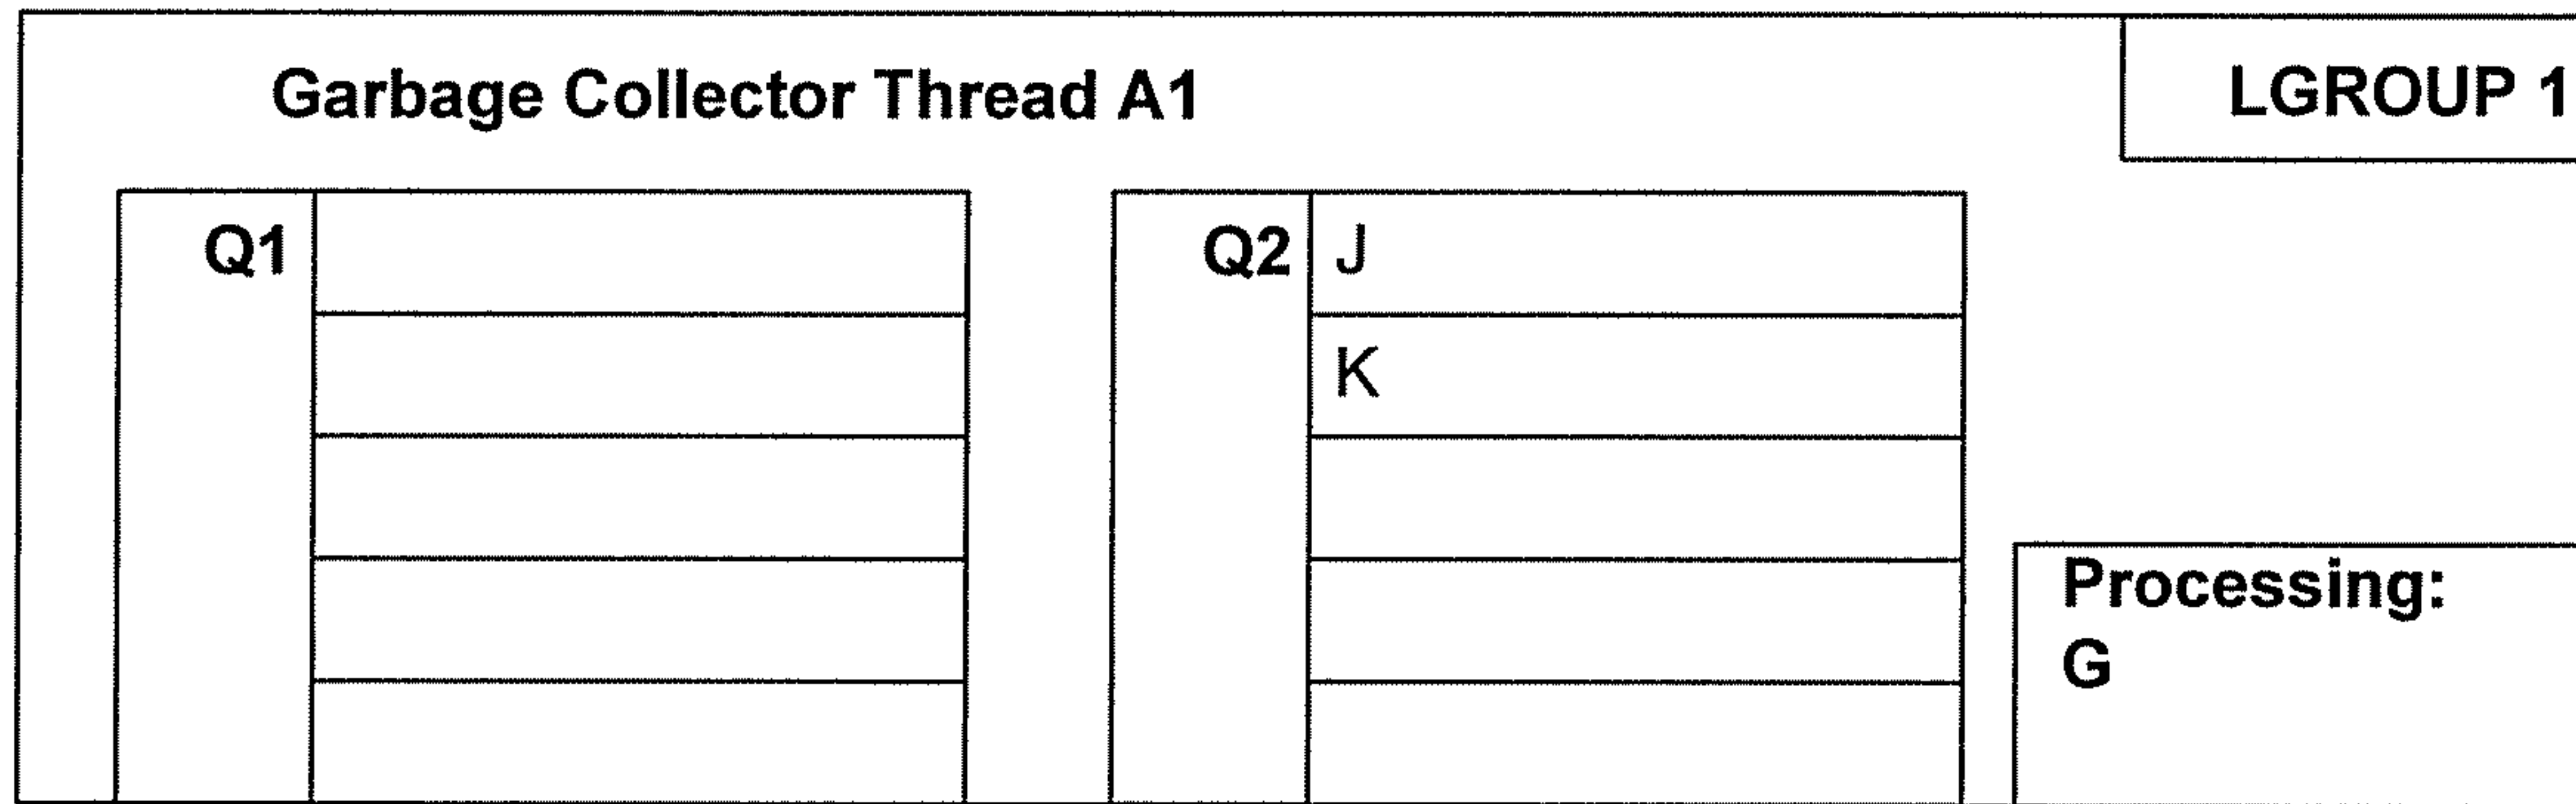 Garbage Collector Thread A1
LGROUP 1
Q1
Q2
J
K
Processing:
G